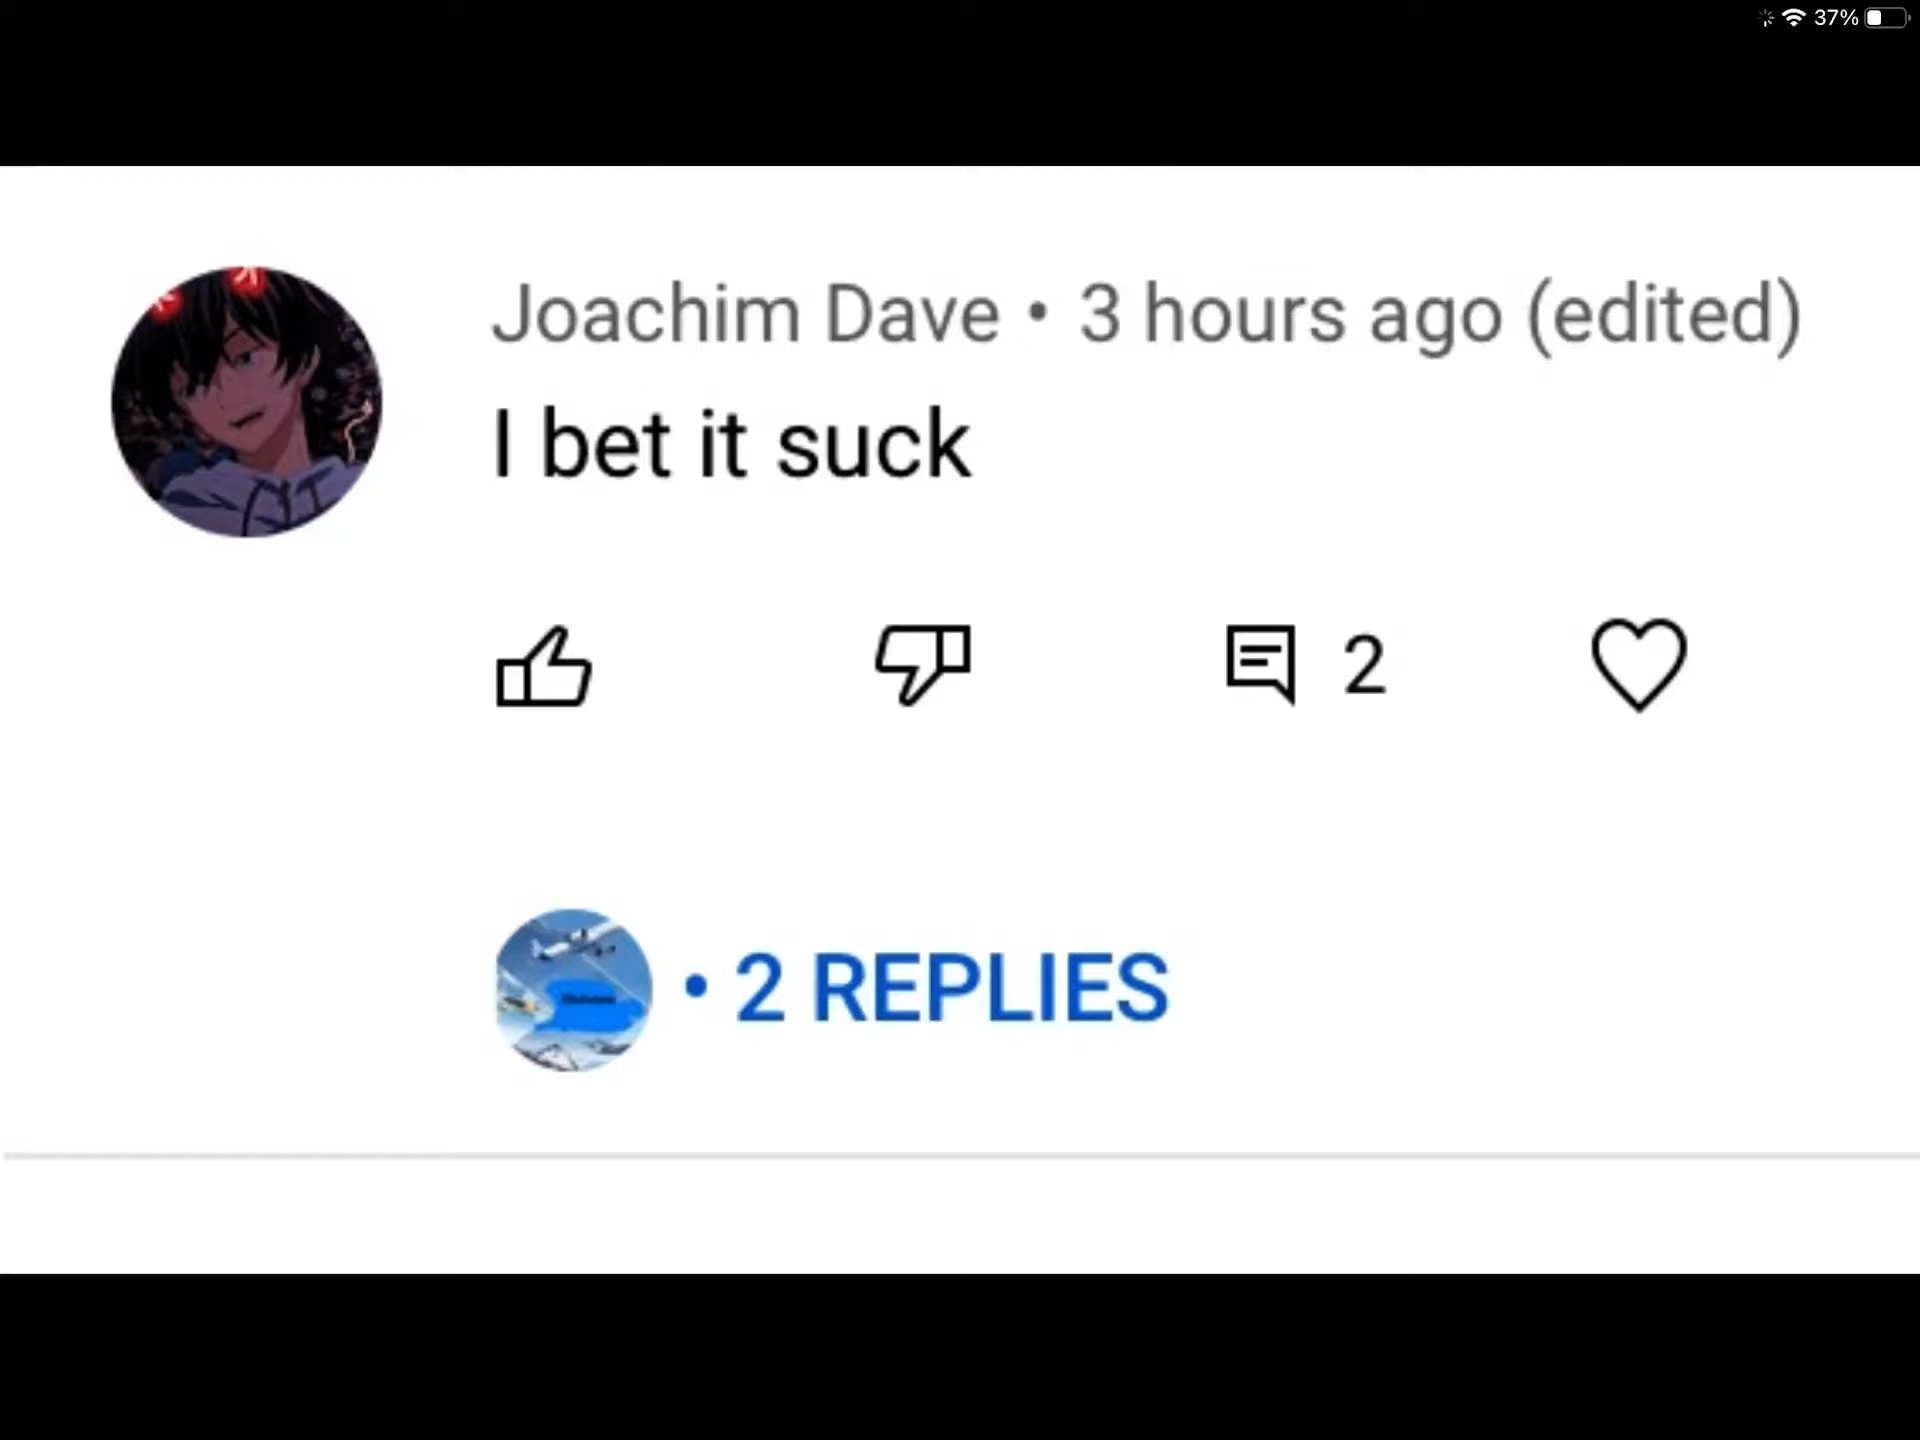 37%
Joachim Dave • 3 hours ago (edited)
I bet it suck
2
• 2 REPLIES